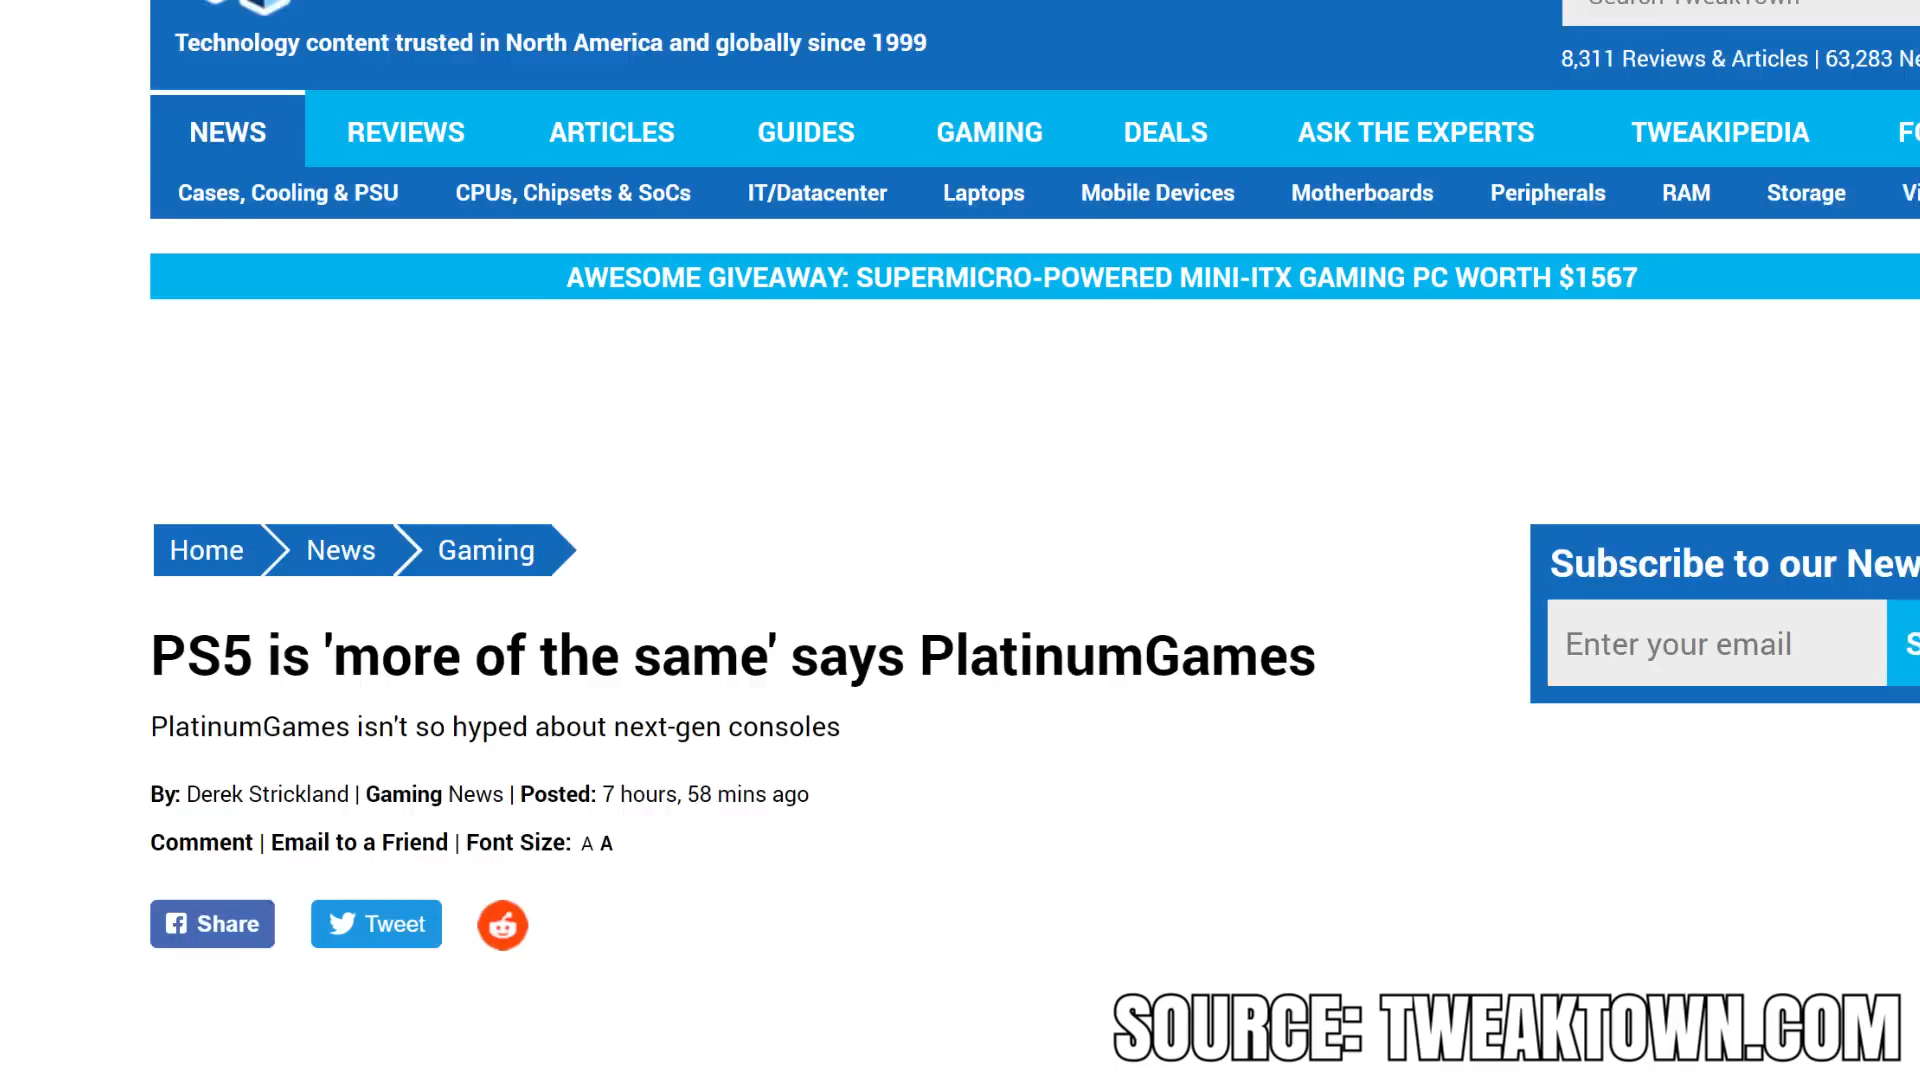 Search TweakTown
Technology content trusted in North America and globally since 1999
8,311 Reviews & Articles | 63,283
NEWS REVIEWS ARTICLES GUIDES GAMING DEALS ASK THE EXPERTS TWEAKIPEDIA
Cases, Cooling & PSU CPUs, Chipsets & SoCs IT/Datacenter Laptops Mobile Devices Motherboards Peripherals RAM Storage
AWESOME GIVEAWAY: SUPERMICRO-POWERED MINI-ITX GAMING PC WORTH $1567
Home News Gaming
Subscribe to our
Enter your email
PS5 is 'more of the same' says PlatinumGames
PlatinumGames isn't so hyped about next-gen consoles
By: Derek Strickland | Gaming News | Posted: 7 hours, 58 mins ago
Comment | Email to a Friend | Font Size: A A
Share Tweet
SOURCE: TWEAKTOWN.COM